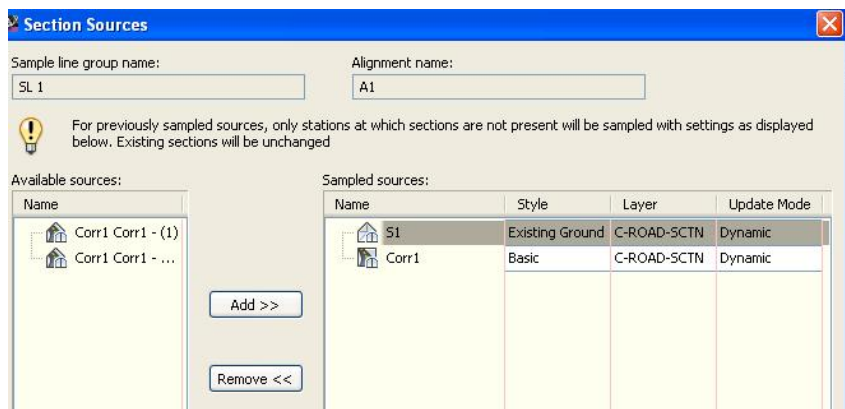 Section Sources
Sample line group name: Alignment name:
SL 1 A1
For previously sampled sources, only stations at which sections are not present will be sampled with settings as displayed
below. Existing sections will be unchanged
Available sources: Sampled sources:
Name Name Style Layer Update Mode
Corr1 Corr1 - (1) S1 Existing Ground C-ROAD-SCTN Dynamic
Corr1 Corr1 - ... Corr1 Basic C-ROAD-SCTN Dynamic
Add >>
Remove <<